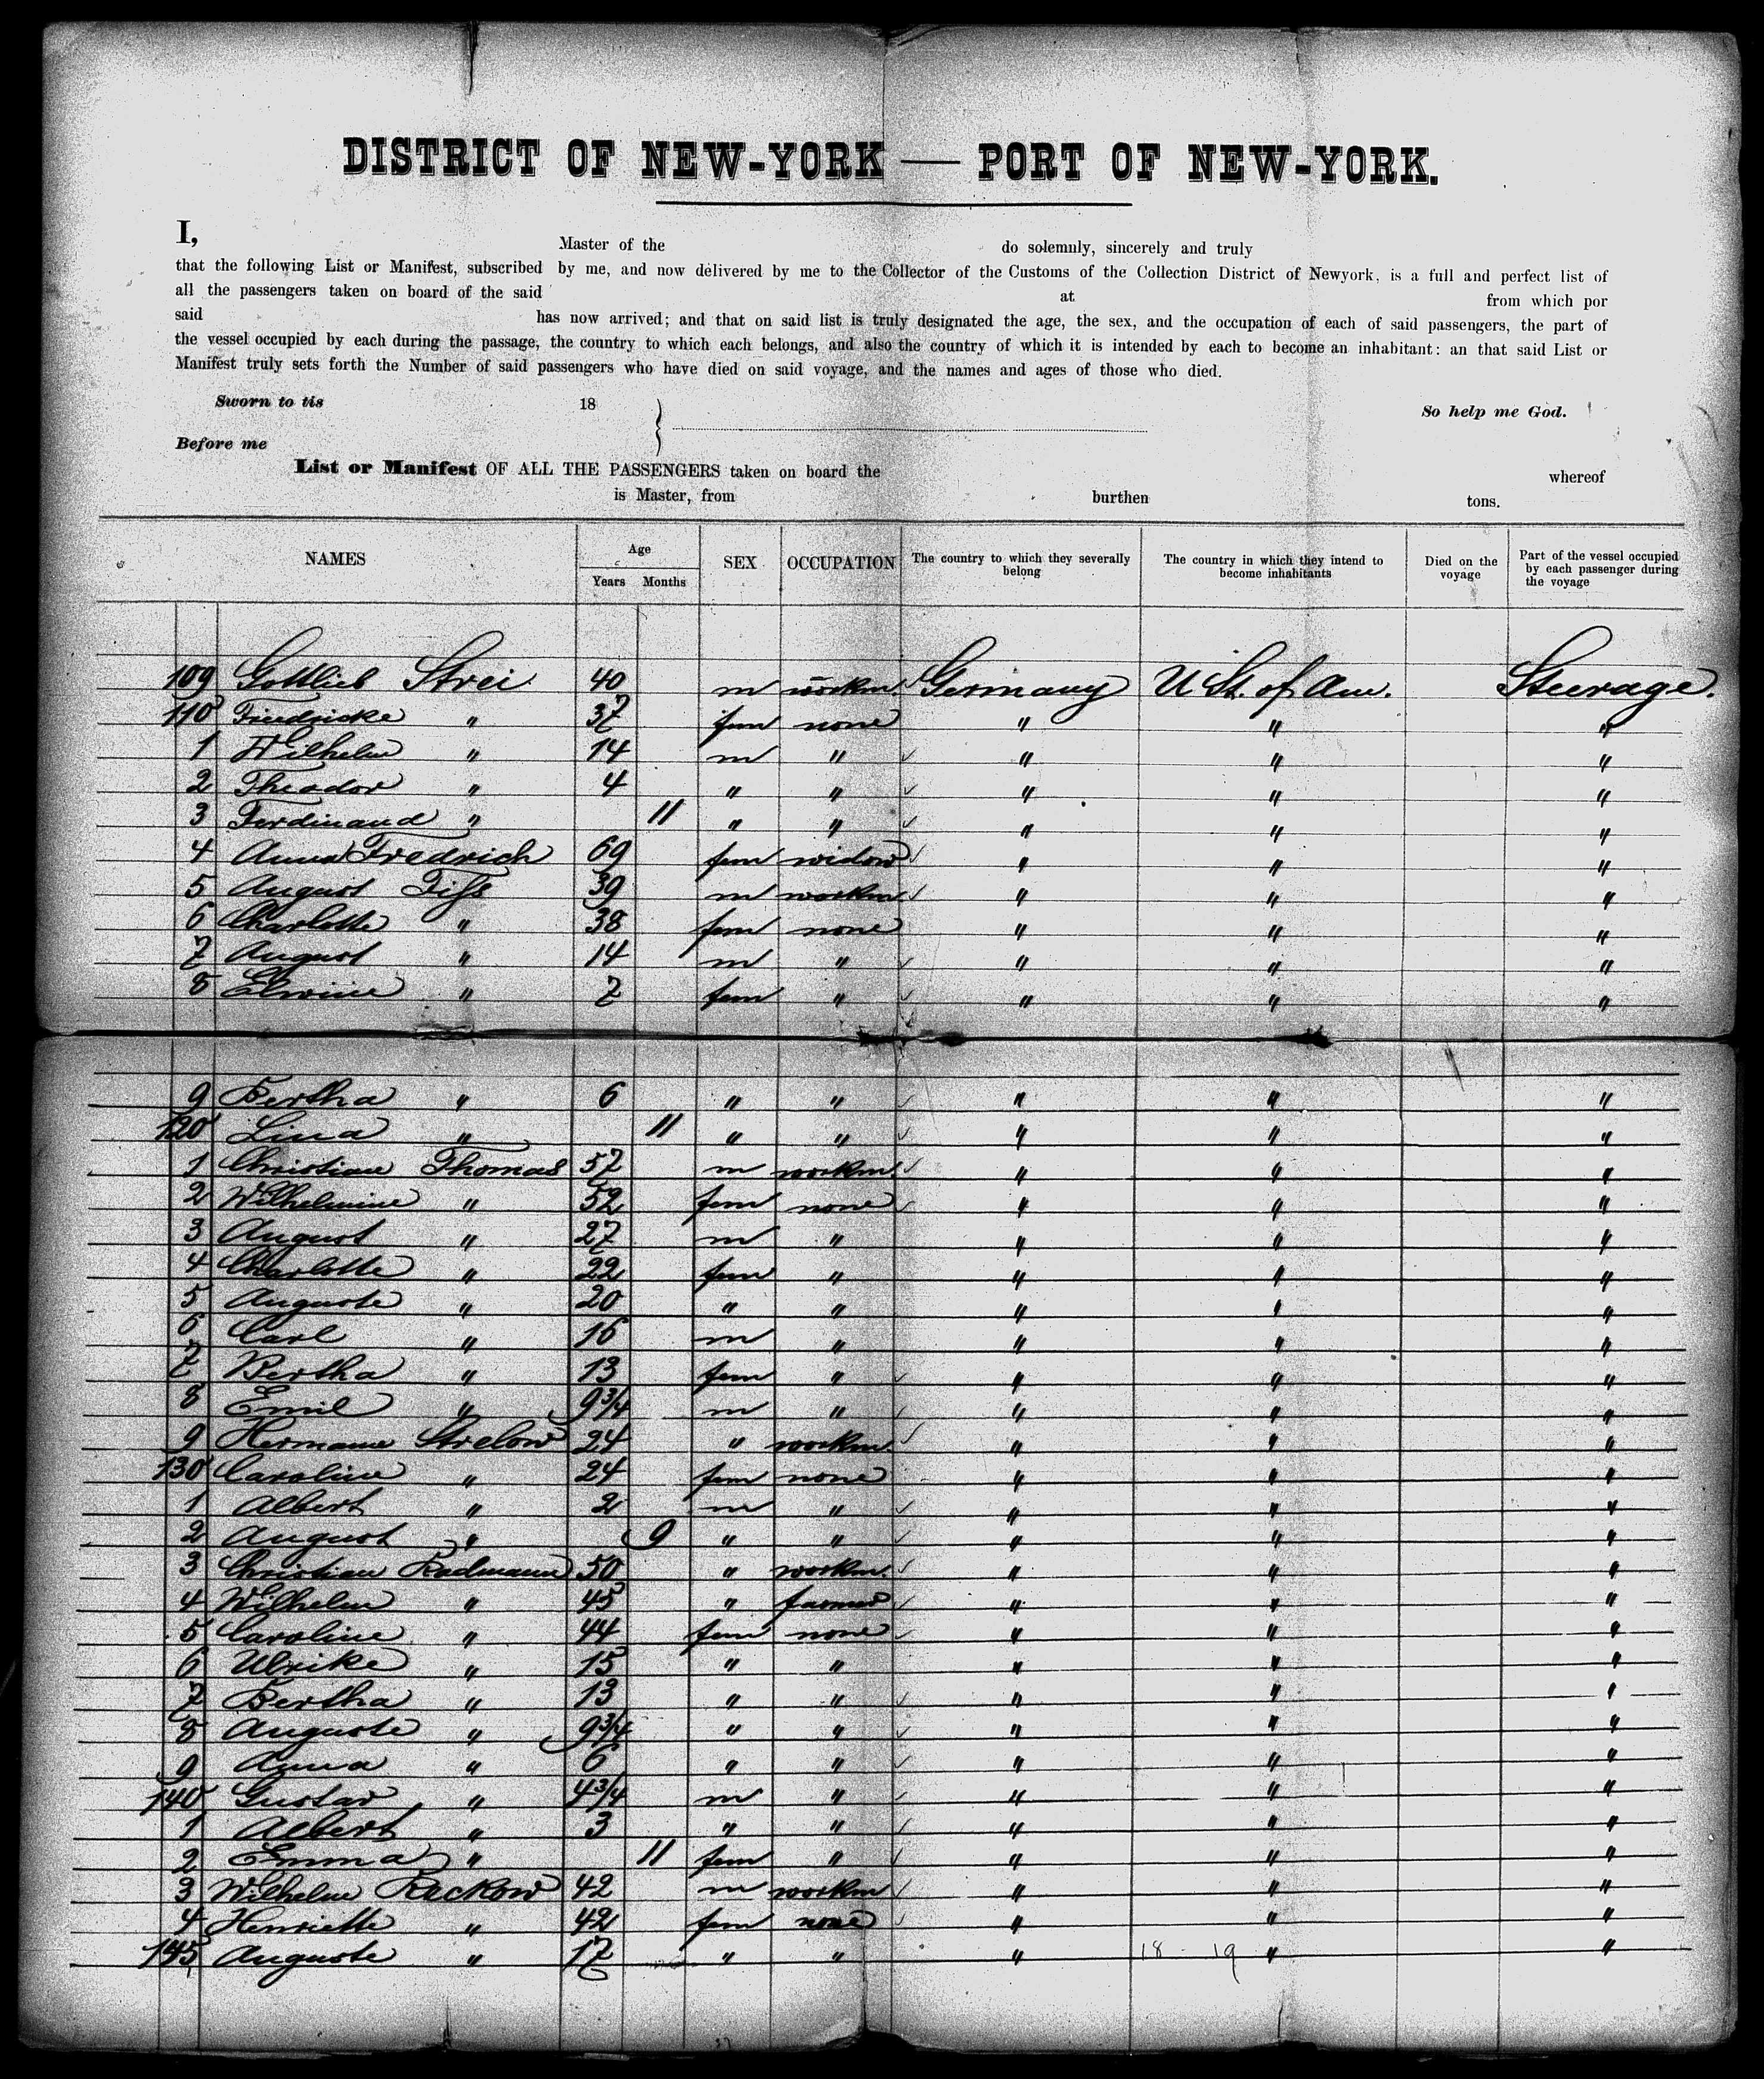 DISTRICT OF NEW-YORK — PORT OF NEW-YORK.
I, Master of the do solemnly, sincerely and truly
that the following List or Manifest, subscribed by me, and now delivered by me to the Collector of the Customs of the Collection District of Newyork, is a full and perfect list of
all the passengers taken on board of the said at from which por
said has now arrived; and that on said list is truly designated the age, the sex, and the occupation of each of said passengers, the part of
the vessel occupied by each during the passage, the country to which each belongs, and also the country of which it is intended by each to become an inhabitant: an that said List or
Manifest truly sets forth the Number of said passengers who have died on said voyage, and the names and ages of those who died.
Sworn to tis 18 } So help me God.
Before me
List or Manifest OF ALL THE PASSENGERS taken on board the whereof
is Master, from burthen tons.
NAMES Age Years Months SEX OCCUPATION The country to which they severally belong The country in which they intend to become inhabitants Died on the voyage Part of the vessel occupied by each passenger during the voyage
109 Gottlieb Strei 40 m workm. Germany U St. of Am. Steerage.
110 Friedricke " 37 fem none " " "
1 Wilhelm " 14 m " " " "
2 Theodor " 4 " " " " "
3 Ferdinand " 11 " " " " "
4 Anna Fredrich 69 fem widow " " "
5 August Fiss 39 m workm. " " "
6 Charlotte " 38 fem none " " "
7 August " 14 m " " " "
8 Elwine " 7 fem " " " "
9 Bertha " 6 " " " " "
120 Lina " 11 " " " " "
1 Christian Thomas 57 m workm. " " "
2 Wilhelmine " 52 fem none " " "
3 August " 27 m " " " "
4 Charlotte " 22 fem " " " "
5 Auguste " 20 " " " " "
6 Carl " 16 m " " " "
7 Bertha " 13 fem " " " "
8 Emil " 9 3/4 m " " " "
9 Hermann Strelow 24 " workm. " " "
130 Caroline " 24 fem none " " "
1 Albert " 2 m " " " "
2 August " 9 " " " " "
3 Christian Radmann 50 " workm. " " "
4 Wilhelm " 45 " farmer " " "
5 Caroline " 44 fem none " " "
6 Ulrike " 15 " " " " "
7 Bertha " 13 " " " " "
8 Auguste " 9 3/4 " " " " "
9 Anna " 6 " " " " "
140 Gustav " 4 3/4 m " " " "
1 Albert " 3 " " " " "
2 Emma " 11 fem " " " "
3 Wilhelm Rackow 42 m workm " " "
4 Henriette " 42 fem none " " "
145 Auguste " 17 " " " 18 - 19 " "